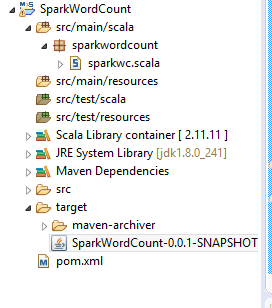 SparkWordCount
src/main/scala
sparkwordcount
sparkwc.scala
src/main/resources
src/test/scala
src/test/resources
Scala Library container [ 2.11.11 ]
JRE System Library [jdk1.8.0_241]
Maven Dependencies
src
target
maven-archiver
SparkWordCount-0.0.1-SNAPSHOT
pom.xml